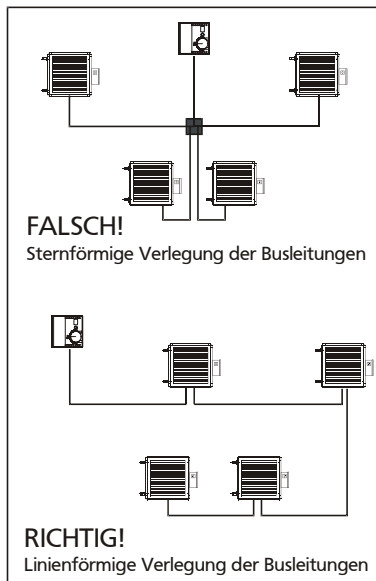 FALSCH!
Sternförmige Verlegung der Busleitungen
RICHTIG!
Linienförmige Verlegung der Busleitungen